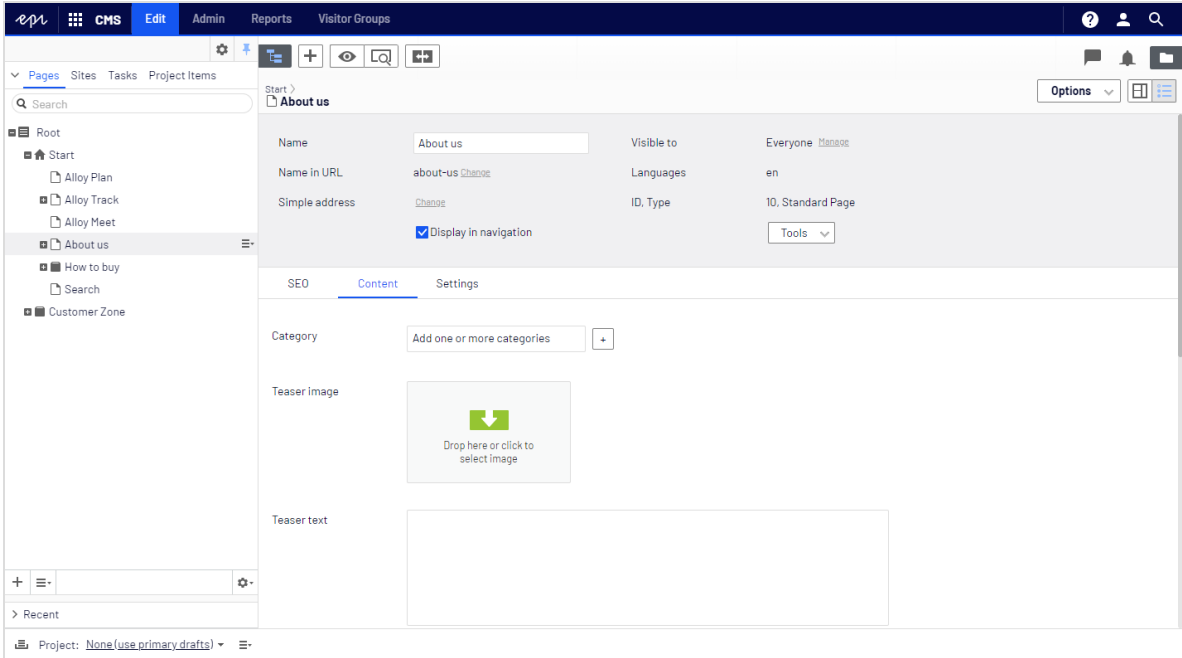 epi CMS Edit Admin Reports Visitor Groups
Pages Sites Tasks Project Items
Search
Root
Start
Alloy Plan
Alloy Track
Alloy Meet
About us
How to buy
Search
Customer Zone
Recent
Project: None (use primary drafts)
Start
About us
Options
Name About us Visible to Everyone Manage
Name in URL about-us Change Languages en
Simple address Change ID, Type 10, Standard Page
Display in navigation Tools
SEO Content Settings
Category Add one or more categories +
Teaser image
Drop here or click to
select image
Teaser text